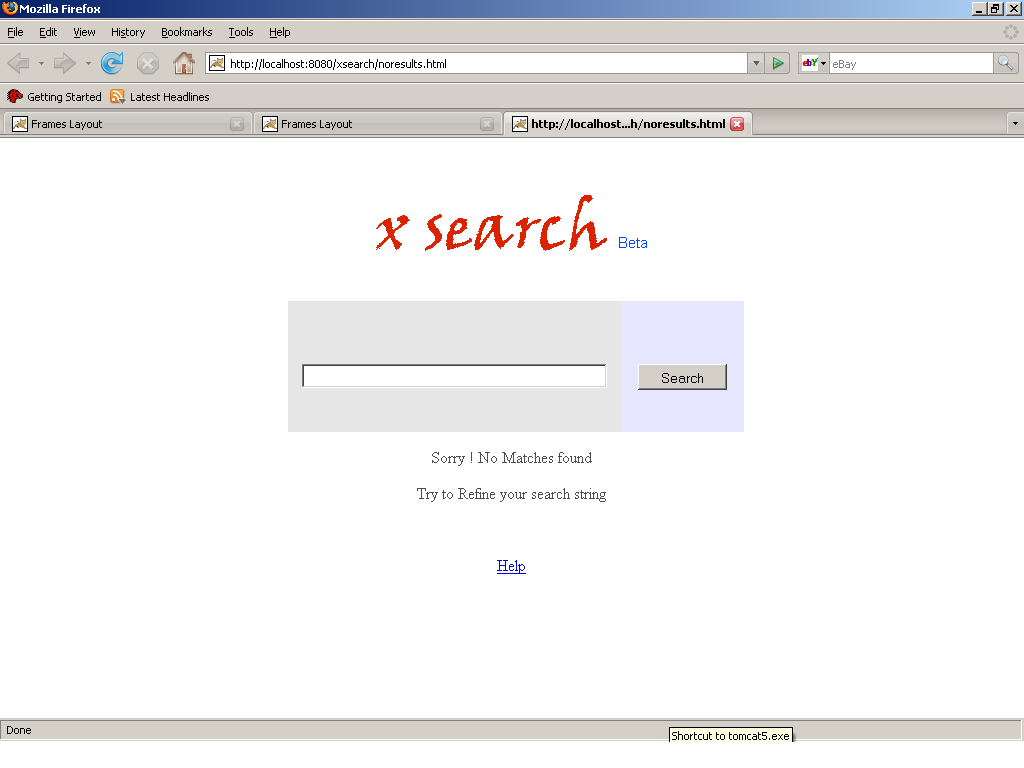 Mozilla Firefox
File Edit View History Bookmarks Tools Help
http://localhost:8080/xsearch/noresults.html ebY eBay
Getting Started Latest Headlines
Frames Layout Frames Layout http://localhost...h/noresults.html
x search Beta
Search
Sorry ! No Matches found
Try to Refine your search string
Help
Done
Shortcut to tomcat5.exe